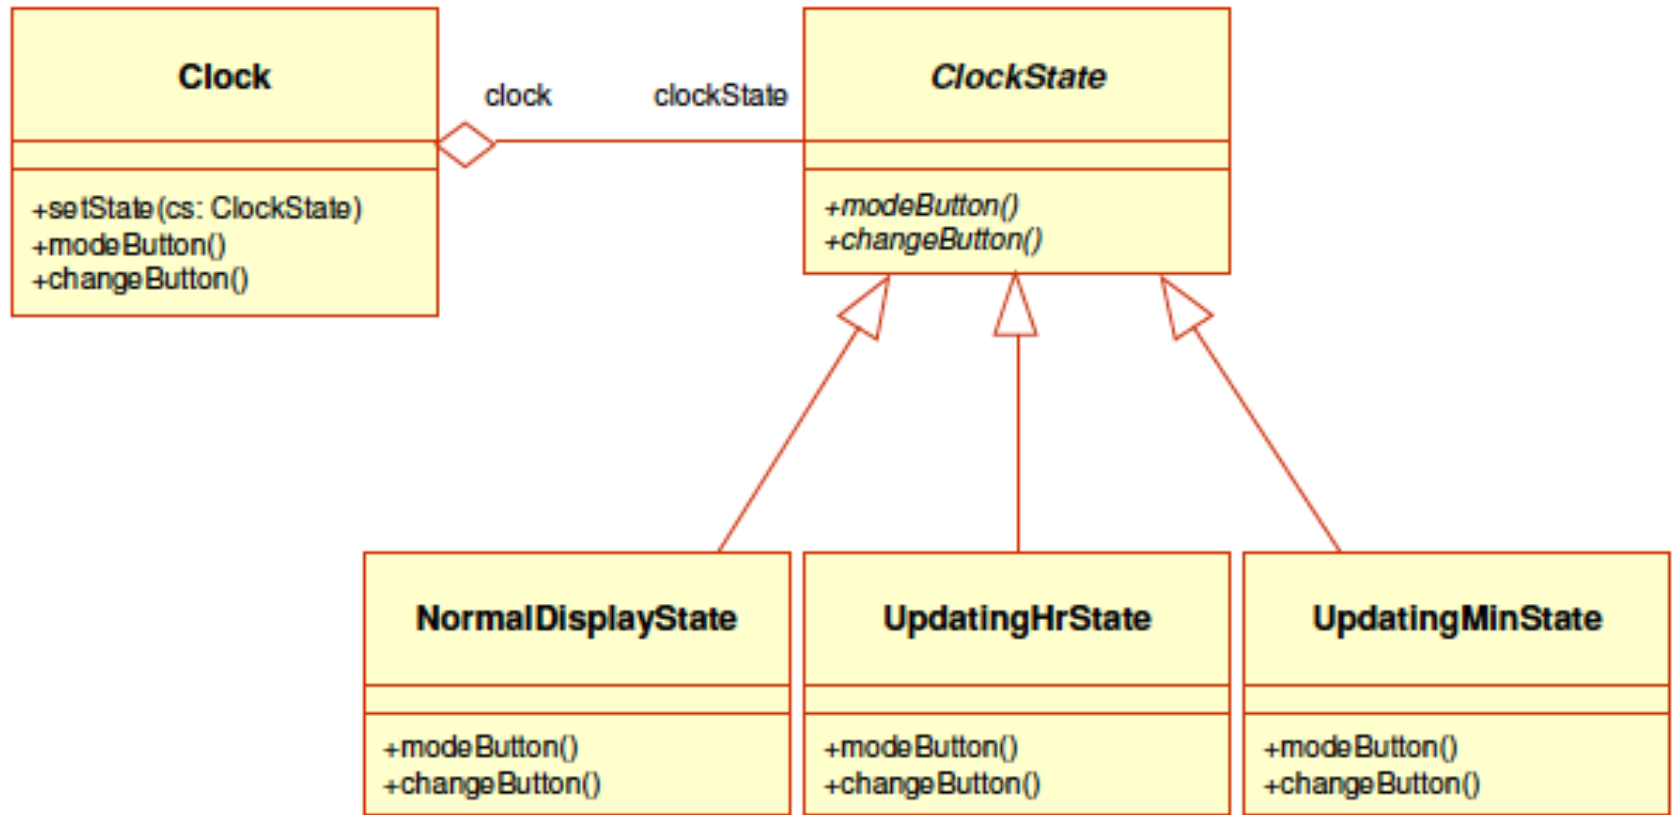 Clock
clock
clockState
ClockState
+setState(cs: ClockState)
+modeButton()
+changeButton()
+modeButton()
+changeButton()
NormalDisplayState
UpdatingHrState
UpdatingMinState
+modeButton()
+changeButton()
+modeButton()
+changeButton()
+modeButton()
+changeButton()